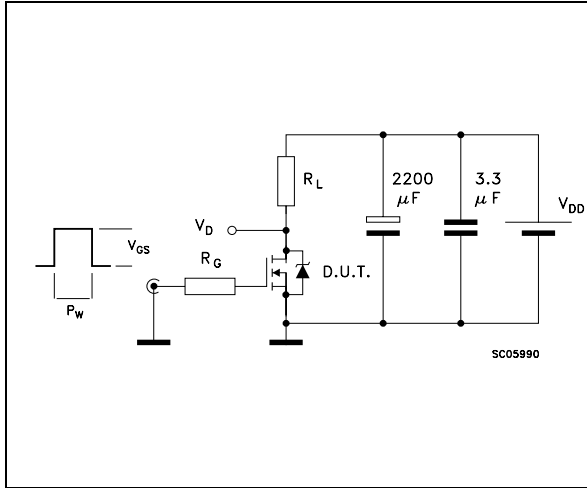 R_L
2200
μF
3.3
μF
V_DD
V_D
V_GS
R_G
D.U.T.
P_W
SC05990